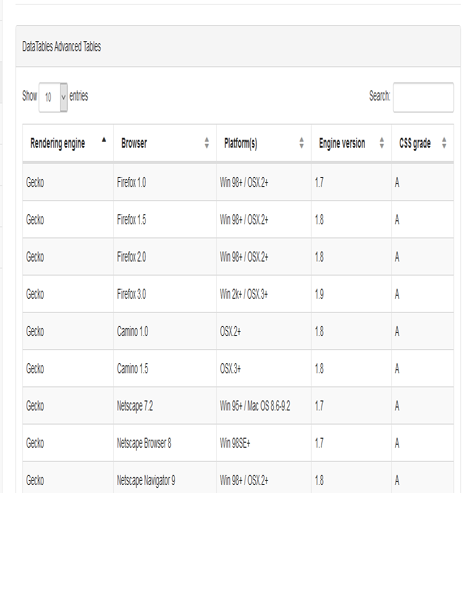 DataTables Advanced Tables
Show 10 entries Search:
Rendering engine Browser Platform(s) Engine version CSS grade
Gecko Firefox 1.0 Win 98+ / OSX.2+ 1.7 A
Gecko Firefox 1.5 Win 98+ / OSX.2+ 1.8 A
Gecko Firefox 2.0 Win 98+ / OSX.2+ 1.8 A
Gecko Firefox 3.0 Win 2k+ / OSX.3+ 1.9 A
Gecko Camino 1.0 OSX.2+ 1.8 A
Gecko Camino 1.5 OSX.3+ 1.8 A
Gecko Netscape 7.2 Win 95+ / Mac OS 8.6-9.2 1.7 A
Gecko Netscape Browser 8 Win 98SE+ 1.7 A
Gecko Netscape Navigator 9 Win 98+ / OSX.2+ 1.8 A